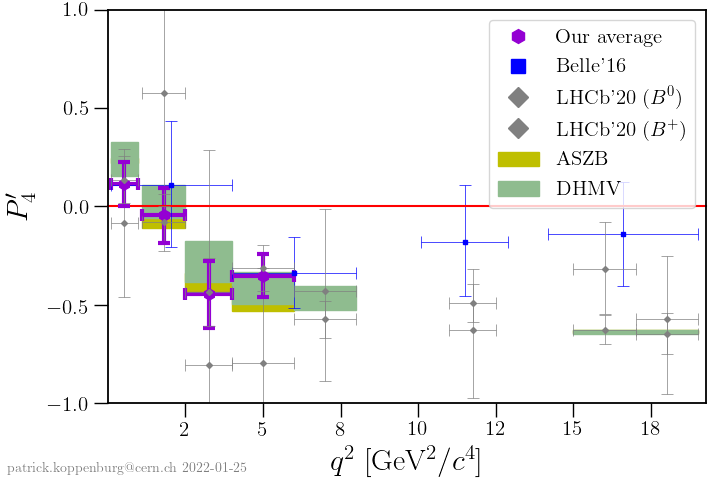 1.0
0.5
0.0
−0.5
−1.0
P′₄
Our average
Belle'16
LHCb'20 (B⁰)
LHCb'20 (B⁺)
ASZB
DHMV
2 5 8 10 12 15 18
q² [GeV²/c⁴]
patrick.koppenburg@cern.ch 2022-01-25